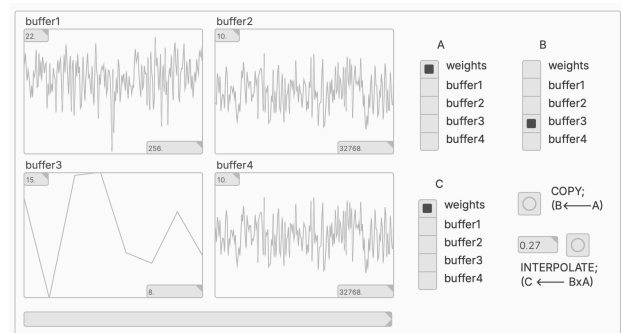 buffer1
22.
256.
buffer2
10.
32768.
buffer3
15.
8.
buffer4
10.
32768.
A
weights
buffer1
buffer2
buffer3
buffer4
B
weights
buffer1
buffer2
buffer3
buffer4
C
weights
buffer1
buffer2
buffer3
buffer4
COPY;
(B⟵A)
0.27
INTERPOLATE;
(C ⟵ BxA)